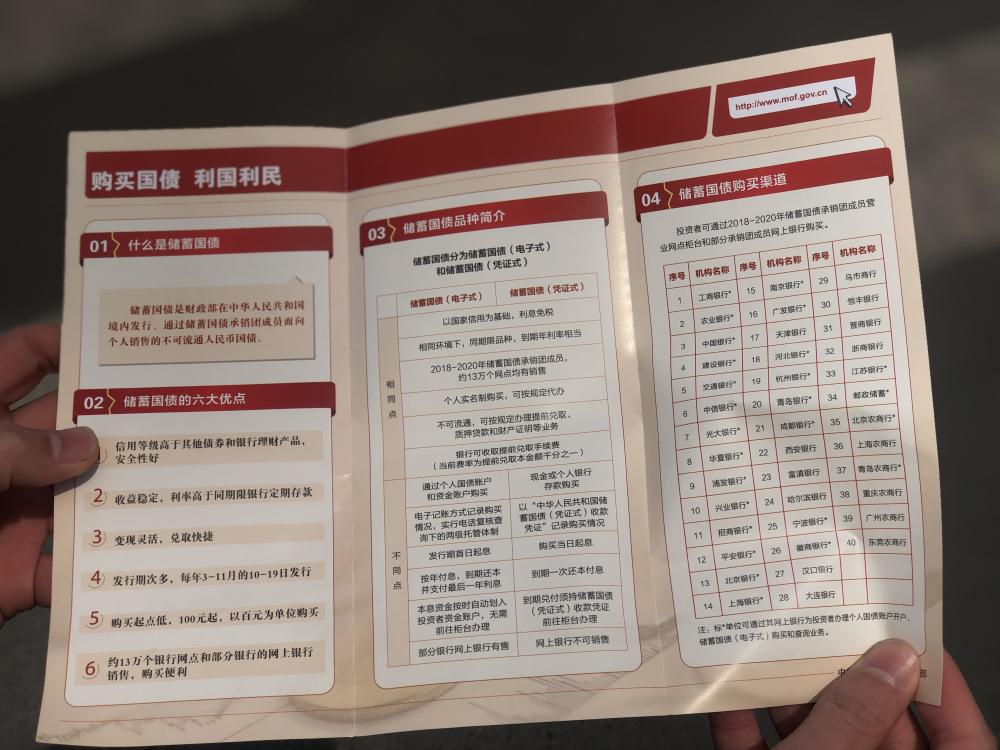 http://www.mof.gov.cn
购买国债 利国利民
01 什么是储蓄国债
储蓄国债是财政部在中华人民共和国
境内发行、通过储蓄国债承销团成员面向
个人销售的不可流通人民币国债。
02 储蓄国债的六大优点
信用等级高于其他债券和银行理财产品，
安全性好
2 收益稳定，利率高于同期限银行定期存款
3 变现灵活，兑取快捷
4 发行期次多，每年3-11月的10-19日发行
5 购买起点低，100元起，以百元为单位购买
6 约13万个银行网点和部分银行的网上银行
销售，购买便利
03 储蓄国债品种简介
储蓄国债分为储蓄国债（电子式）
和储蓄国债（凭证式）
储蓄国债（电子式） 储蓄国债（凭证式）
相同点
以国家信用为基础，利息免税
相同环境下，同期限品种，到期年利率相当
2018-2020年储蓄国债承销团成员，
约13万个网点均有销售
个人实名制购买，可按规定代办
不可流通，可按规定办理提前兑取、
质押贷款和财产证明等业务
银行可收取提前兑取手续费
（当前费率为提前兑取本金额千分之一）
不同点
通过个人国债账户
和资金账户购买
现金或个人银行
存款购买
电子记账方式记录购买
情况，实行电话复核查
询下的两级托管体制
以“中华人民共和国储
蓄国债（凭证式）收款
凭证”记录购买情况
发行期首日起息 购买当日起息
按年付息，到期还本
并支付最后一年利息
到期一次还本付息
本息资金按时自动划入
投资者资金账户，无需
前往柜台办理
到期兑付须持储蓄国债
（凭证式）收款凭证
前往柜台办理
部分银行网上银行有售 网上银行不可销售
04 储蓄国债购买渠道
投资者可通过2018-2020年储蓄国债承销团成员营
业网点柜台和部分承销团成员网上银行购买。
序号 机构名称 序号 机构名称 序号 机构名称
1 工商银行* 15 南京银行* 29 乌市商行
2 农业银行* 16 广发银行* 30 恒丰银行
3 中国银行* 17 天津银行 31 晋商银行
4 建设银行* 18 河北银行* 32 浙商银行
5 交通银行* 19 杭州银行* 33 江苏银行*
6 中信银行* 20 青岛银行* 34 邮政储蓄*
7 光大银行* 21 成都银行* 35 北京农商行*
8 华夏银行* 22 西安银行 36 上海农商行
9 浦发银行* 23 富滇银行 37 青岛农商行*
10 兴业银行* 24 哈尔滨银行 38 重庆农商行
11 招商银行* 25 宁波银行* 39 广州农商行
12 平安银行* 26 徽商银行* 40 东莞农商行
13 北京银行* 27 汉口银行
14 上海银行* 28 大连银行
注：标*单位可通过其网上银行为投资者办理个人国债账户开户、
储蓄国债（电子式）购买和查询业务。